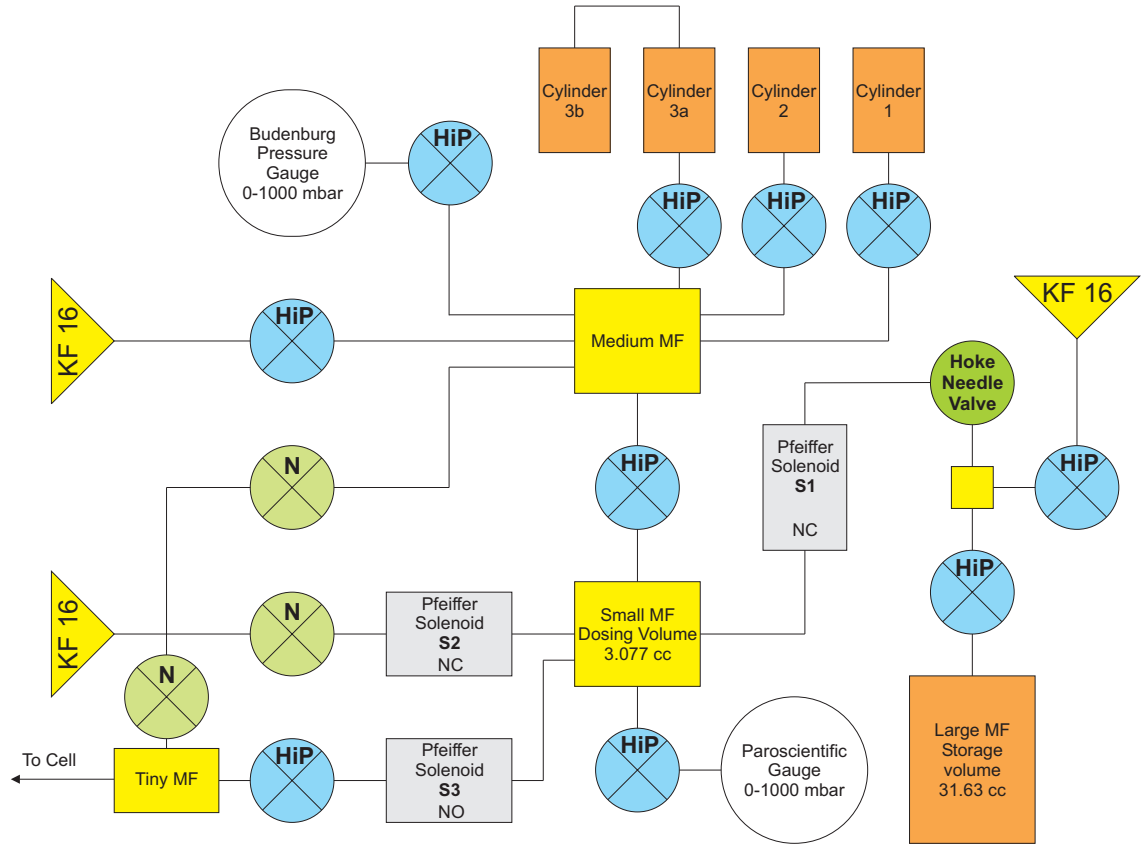 Cylinder
3b
Cylinder
3a
Cylinder
2
Cylinder
1
Budenburg
Pressure
Gauge
0-1000 mbar
HiP
HiP
HiP
HiP
KF 16
KF 16
HiP
Medium MF
Hoke
Needle
Valve
Pfeiffer
Solenoid
S1
NC
N
HiP
HiP
HiP
KF 16
N
Pfeiffer
Solenoid
S2
NC
Small MF
Dosing Volume
3.077 cc
N
To Cell
Tiny MF
HiP
Pfeiffer
Solenoid
S3
NO
HiP
Paroscientific
Gauge
0-1000 mbar
Large MF
Storage
volume
31.63 cc